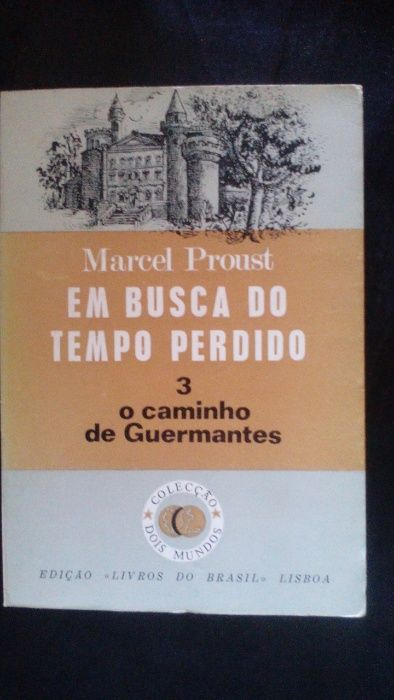 Marcel Proust
EM BUSCA DO
TEMPO PERDIDO
3
o caminho
de Guermantes
COLECÇÃO
DOIS MUNDOS
EDIÇÃO «LIVROS DO BRASIL» LISBOA